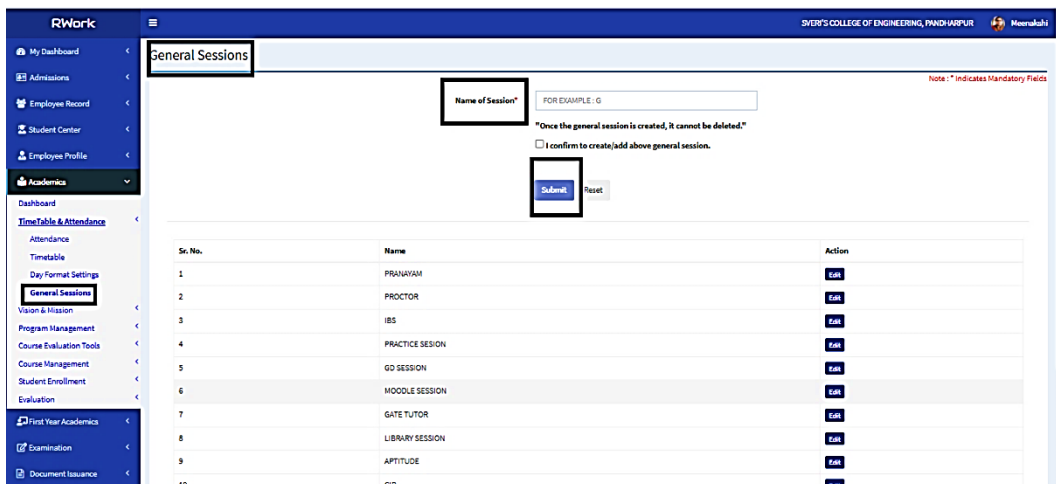 RWork
SVERI'S COLLEGE OF ENGINEERING, PANDHARPUR
Meenakshi
My Dashboard
Admissions
Employee Record
Student Center
Employee Profile
Academics
Dashboard
TimeTable & Attendance
Attendance
Timetable
Day Format Settings
General Sessions
Vision & Mission
Program Management
Course Evaluation Tools
Course Management
Student Enrollment
Evaluation
First Year Academics
Examination
Document Issuance
General Sessions
Note : * Indicates Mandatory Fields
Name of Session* FOR EXAMPLE : G
"Once the general session is created, it cannot be deleted."
I confirm to create/add above general session.
Submit Reset
Sr. No. Name Action
1 PRANAYAM Edit
2 PROCTOR Edit
3 IBS Edit
4 PRACTICE SESION Edit
5 GD SESSION Edit
6 MOODLE SESSION Edit
7 GATE TUTOR Edit
8 LIBRARY SESSION Edit
9 APTITUDE Edit